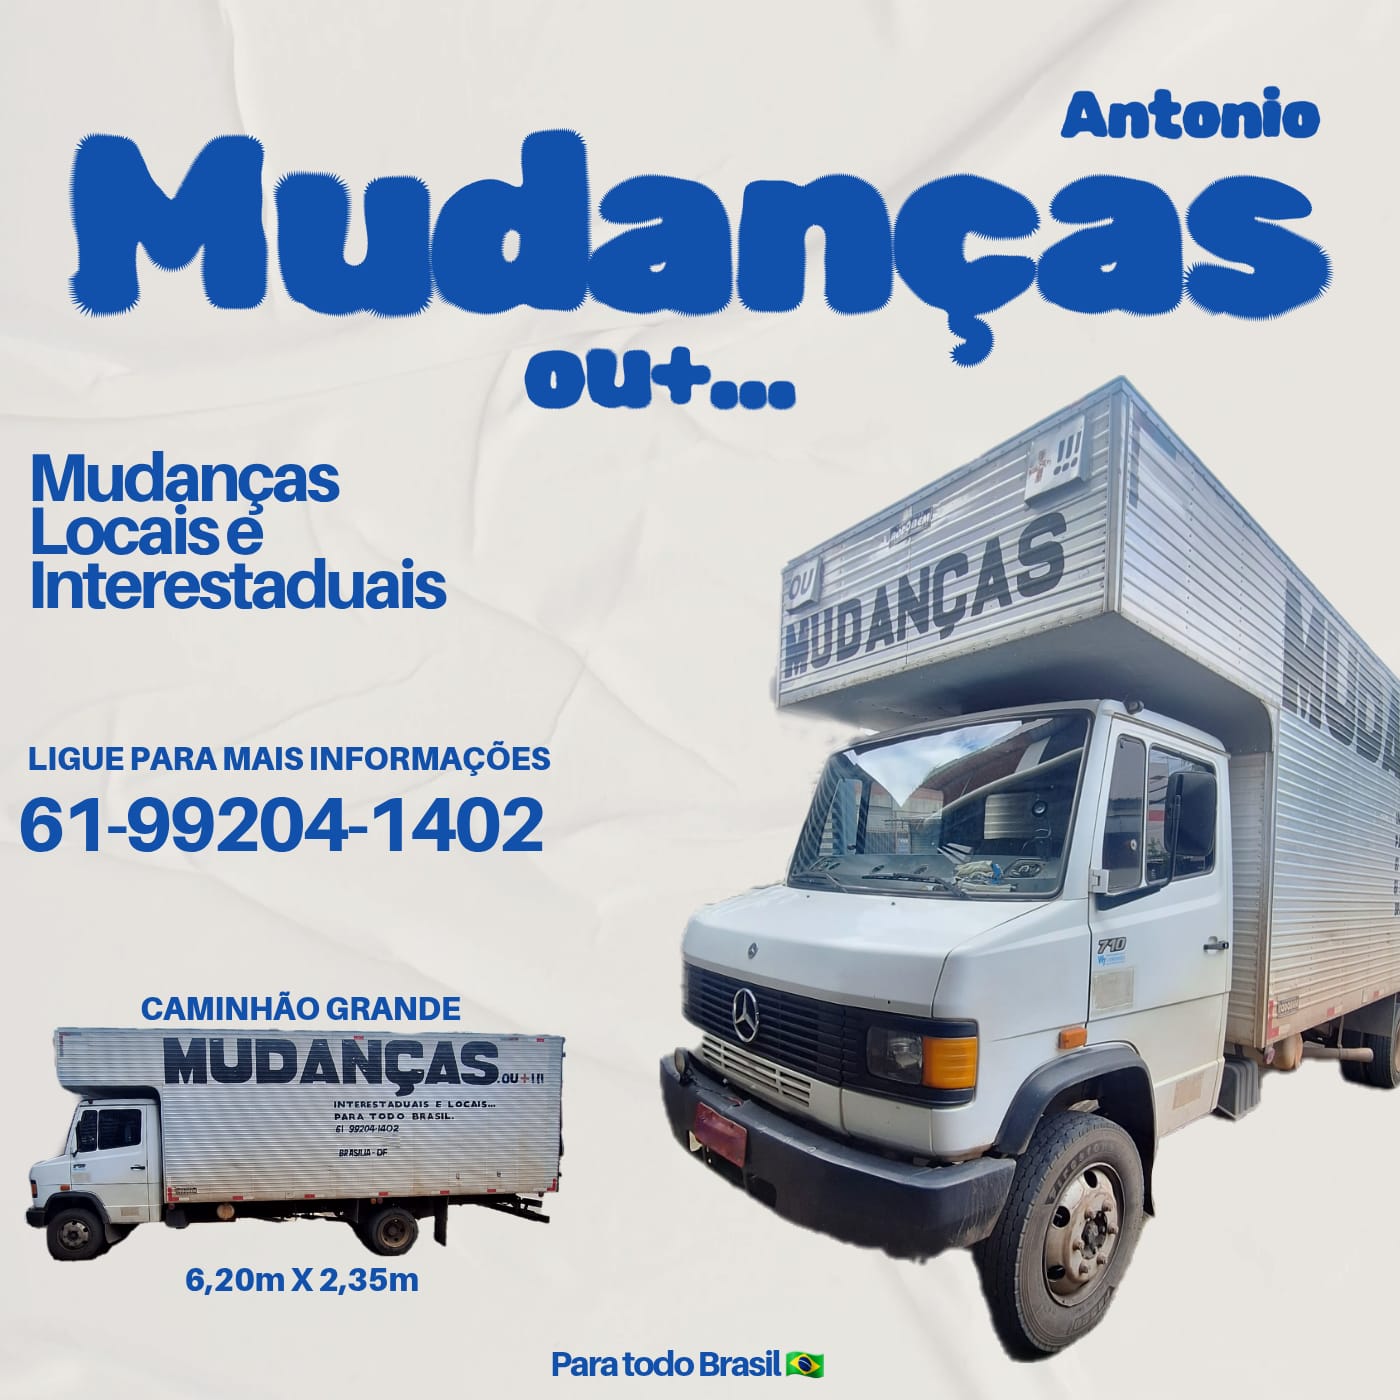 Antonio
Mudanças
ou+...
Mudanças
Locais e
Interestaduais
LIGUE PARA MAIS INFORMAÇÕES
61-99204-1402
CAMINHÃO GRANDE
MUDANÇAS.OU+!!!
INTERESTADUAIS E LOCAIS...
PARA TODO BRASIL.
61 99204-1402
BRASILIA-DF
6,20m X 2,35m
!!!
OU
MUDANÇAS
MUD
710
Para todo Brasil 🇧🇷